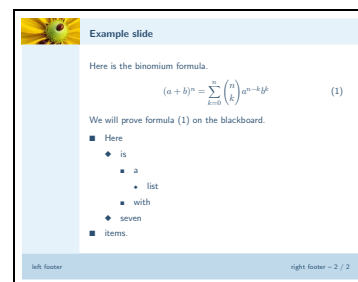 Example slide
Here is the binomium formula.
(a + b)^n = \sum_{k=0}^{n} \binom{n}{k} a^{n-k} b^k (1)
We will prove formula (1) on the blackboard.
■ Here
◆ is
■ a
◆ list
■ with
◆ seven
■ items.
left footer right footer – 2 / 2